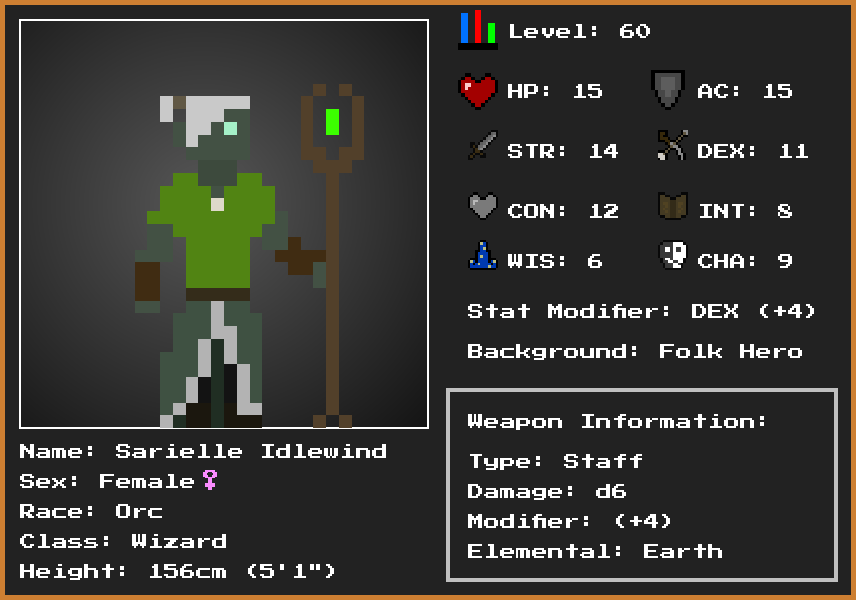 Level: 60
HP: 15 AC: 15
STR: 14 DEX: 11
CON: 12 INT: 8
WIS: 6 CHA: 9
Stat Modifier: DEX (+4)
Background: Folk Hero
Weapon Information:
Type: Staff
Damage: d6
Modifier: (+4)
Elemental: Earth
Name: Sarielle Idlewind
Sex: Female♀
Race: Orc
Class: Wizard
Height: 156cm (5'1")